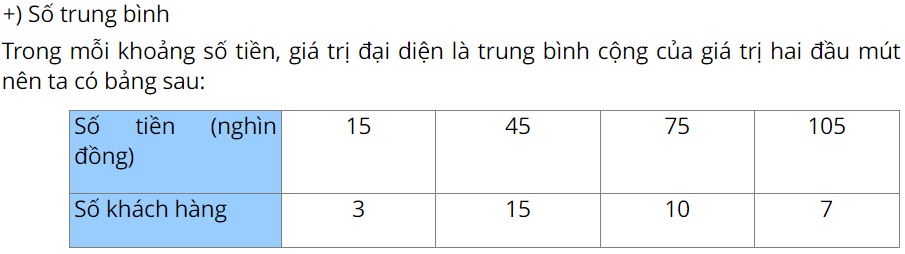 +) Số trung bình
Trong mỗi khoảng số tiền, giá trị đại diện là trung bình cộng của giá trị hai đầu mút
nên ta có bảng sau:
Số tiền (nghìn 15 45 75 105
đồng)
Số khách hàng 3 15 10 7